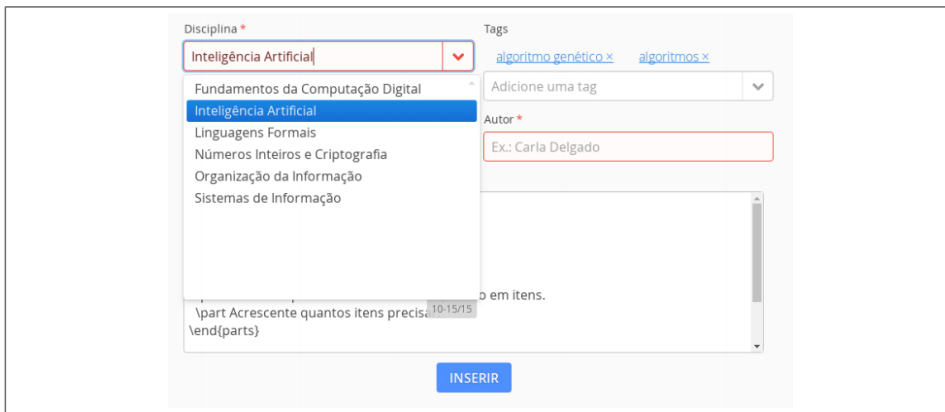 Disciplina *
Inteligência Artificial
Fundamentos da Computação Digital
Inteligência Artificial
Linguagens Formais
Números Inteiros e Criptografia
Organização da Informação
Sistemas de Informação
10-15/15
Tags
algoritmo genético × algoritmos ×
Adicione uma tag
Autor *
Ex.: Carla Delgado
em itens.
\part Acrescente quantos itens
\end{parts}
INSERIR